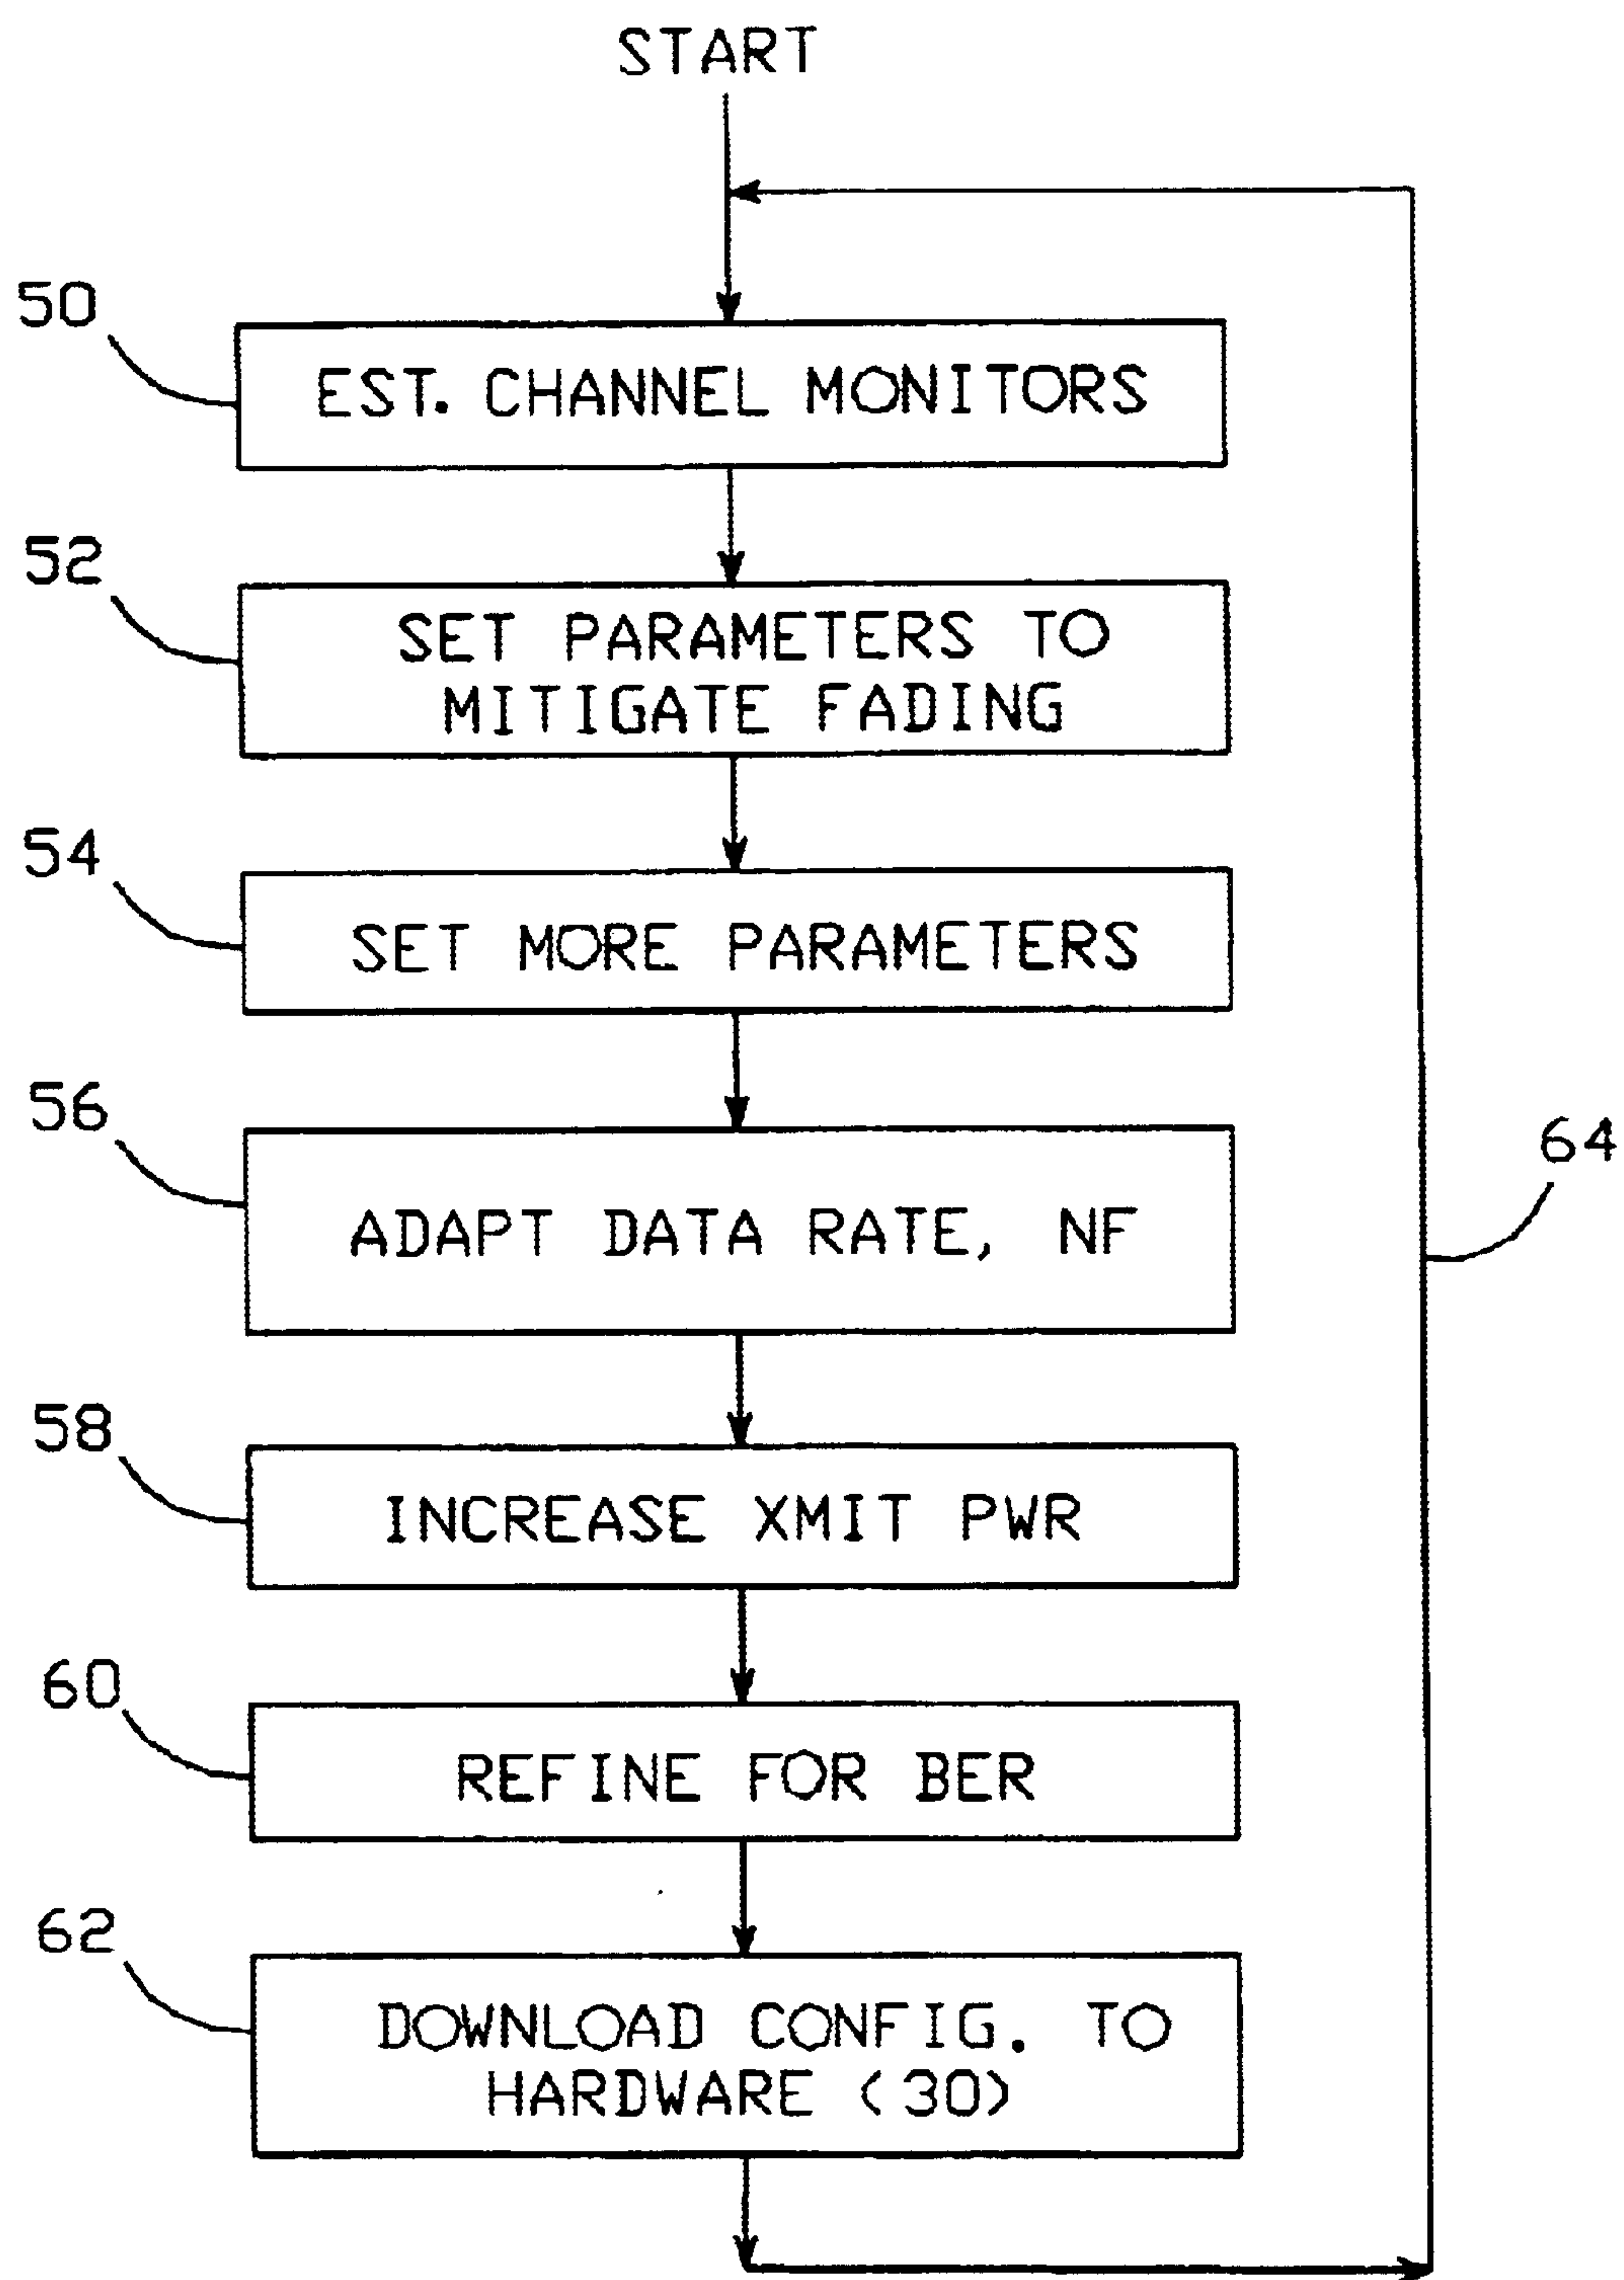 START
50
EST. CHANNEL MONITORS
52
SET PARAMETERS TO
MITIGATE FADING
54
SET MORE PARAMETERS
56
ADAPT DATA RATE, NF
64
58
INCREASE XMIT PWR
60
REFINE FOR BER
62
DOWNLOAD CONFIG. TO
HARDWARE (30)